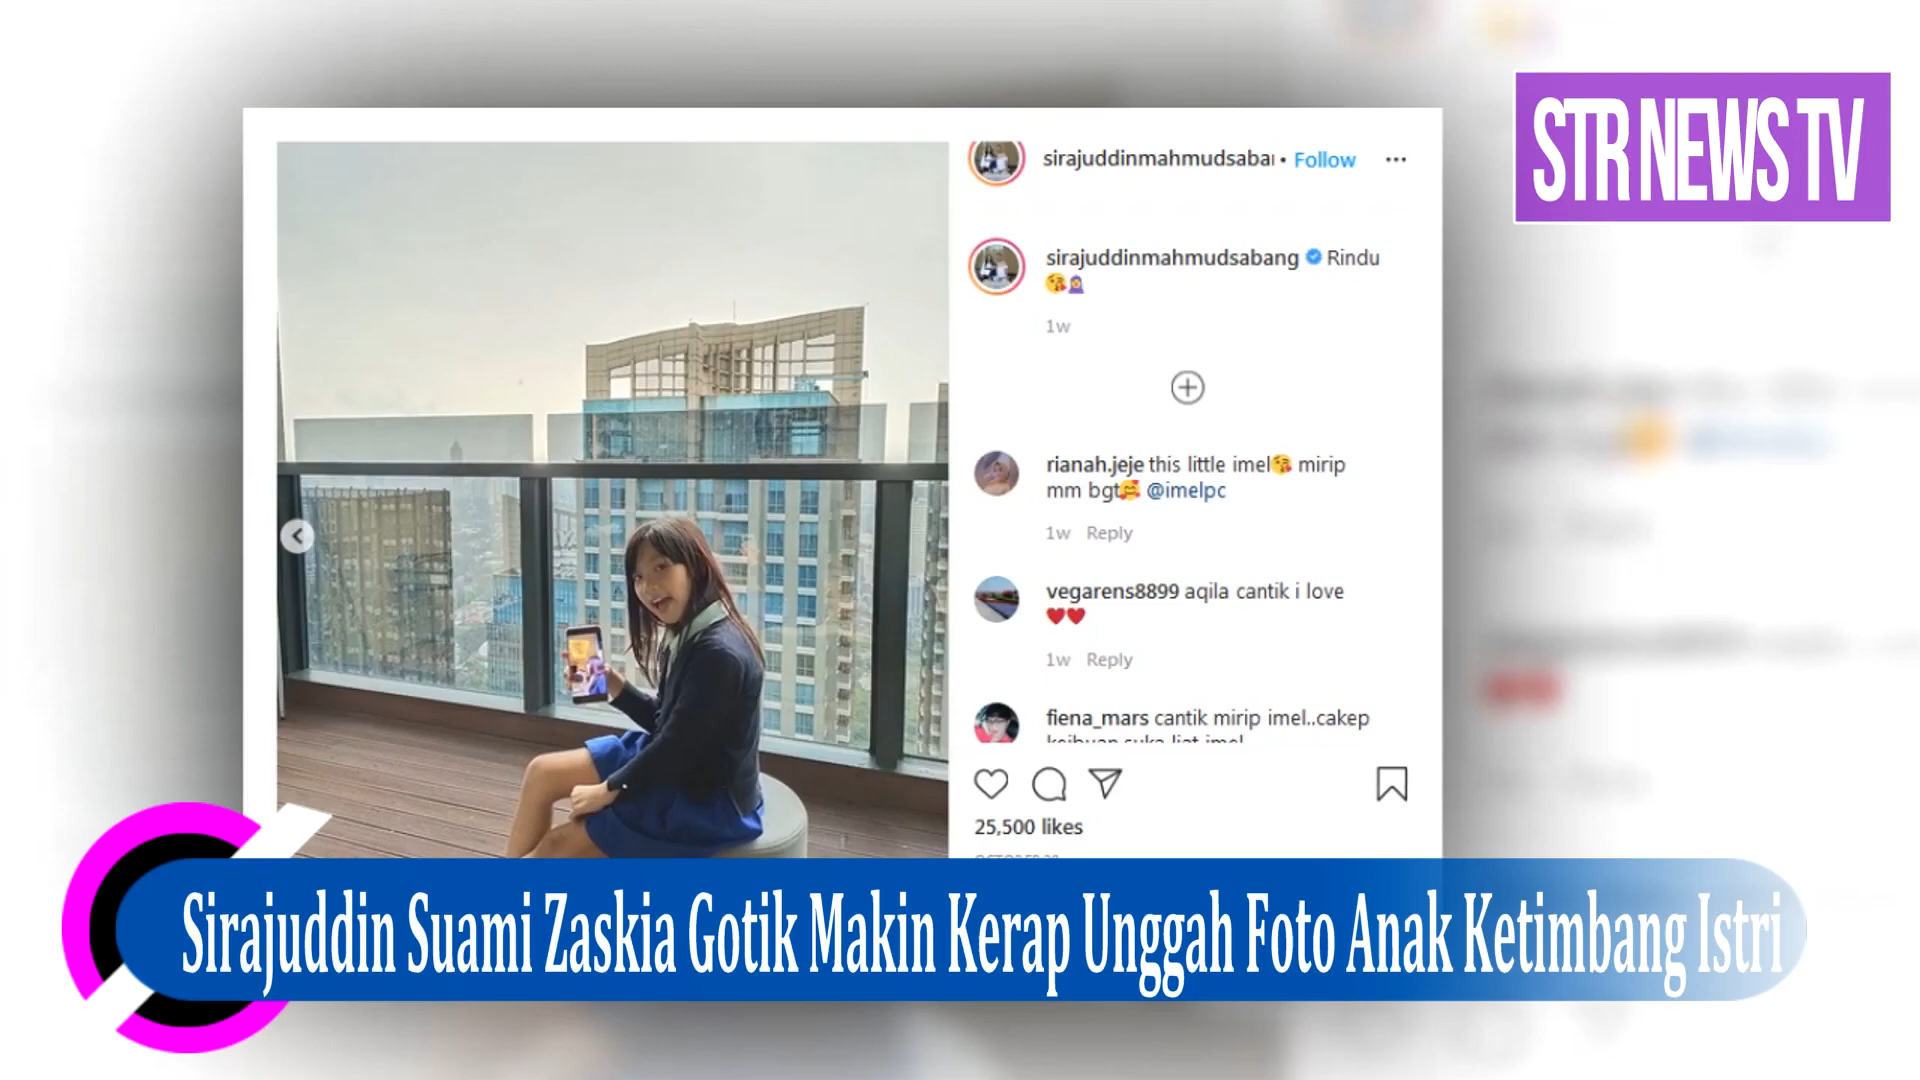 STR NEWS TV
sirajuddinmahmudsaba • Follow ...
sirajuddinmahmudsabang Rindu
😘🧕
1w
rianah.jeje this little imel😘 mirip
mm bgt🥰 @imelpc
1w Reply
vegarens8899 aqila cantik i love
❤️❤️
1w Reply
fiena_mars cantik mirip imel..cakep
25,500 likes
Sirajuddin Suami Zaskia Gotik Makin Kerap Unggah Foto Anak Ketimbang Istri